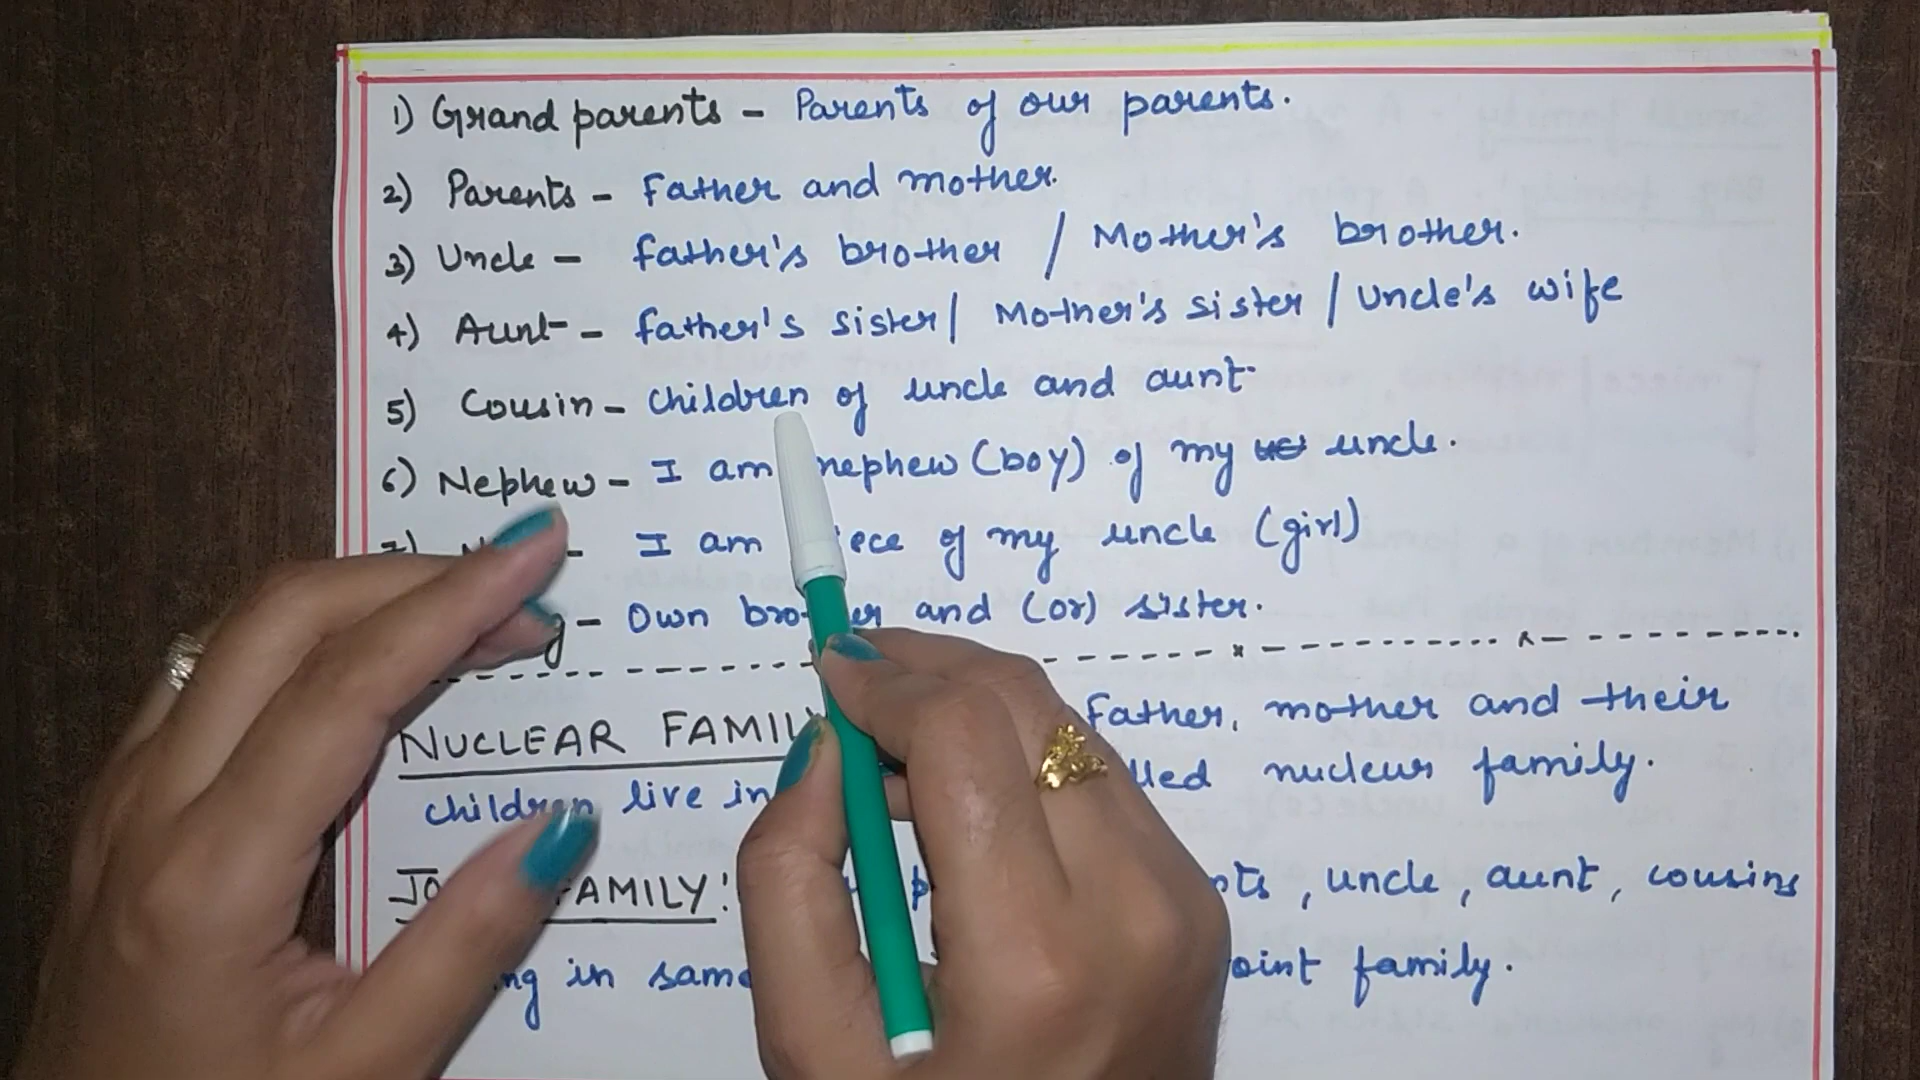 1) Grand parents - Parents of our parents.
2) Parents - Father and mother.
3) Uncle - father's brother / Mother's brother.
4) Aunt - father's sister / Mother's sister / Uncle's wife
5) Cousin - children of uncle and aunt
6) Nephew - I am nephew (boy) of my uncle.
- I am of my uncle (girl)
- Own and (or) sister.
NUCLEAR FAMILY Father, mother and their
children live in nuclear family.
FAMILY! , uncle, aunt, cousins
in family.